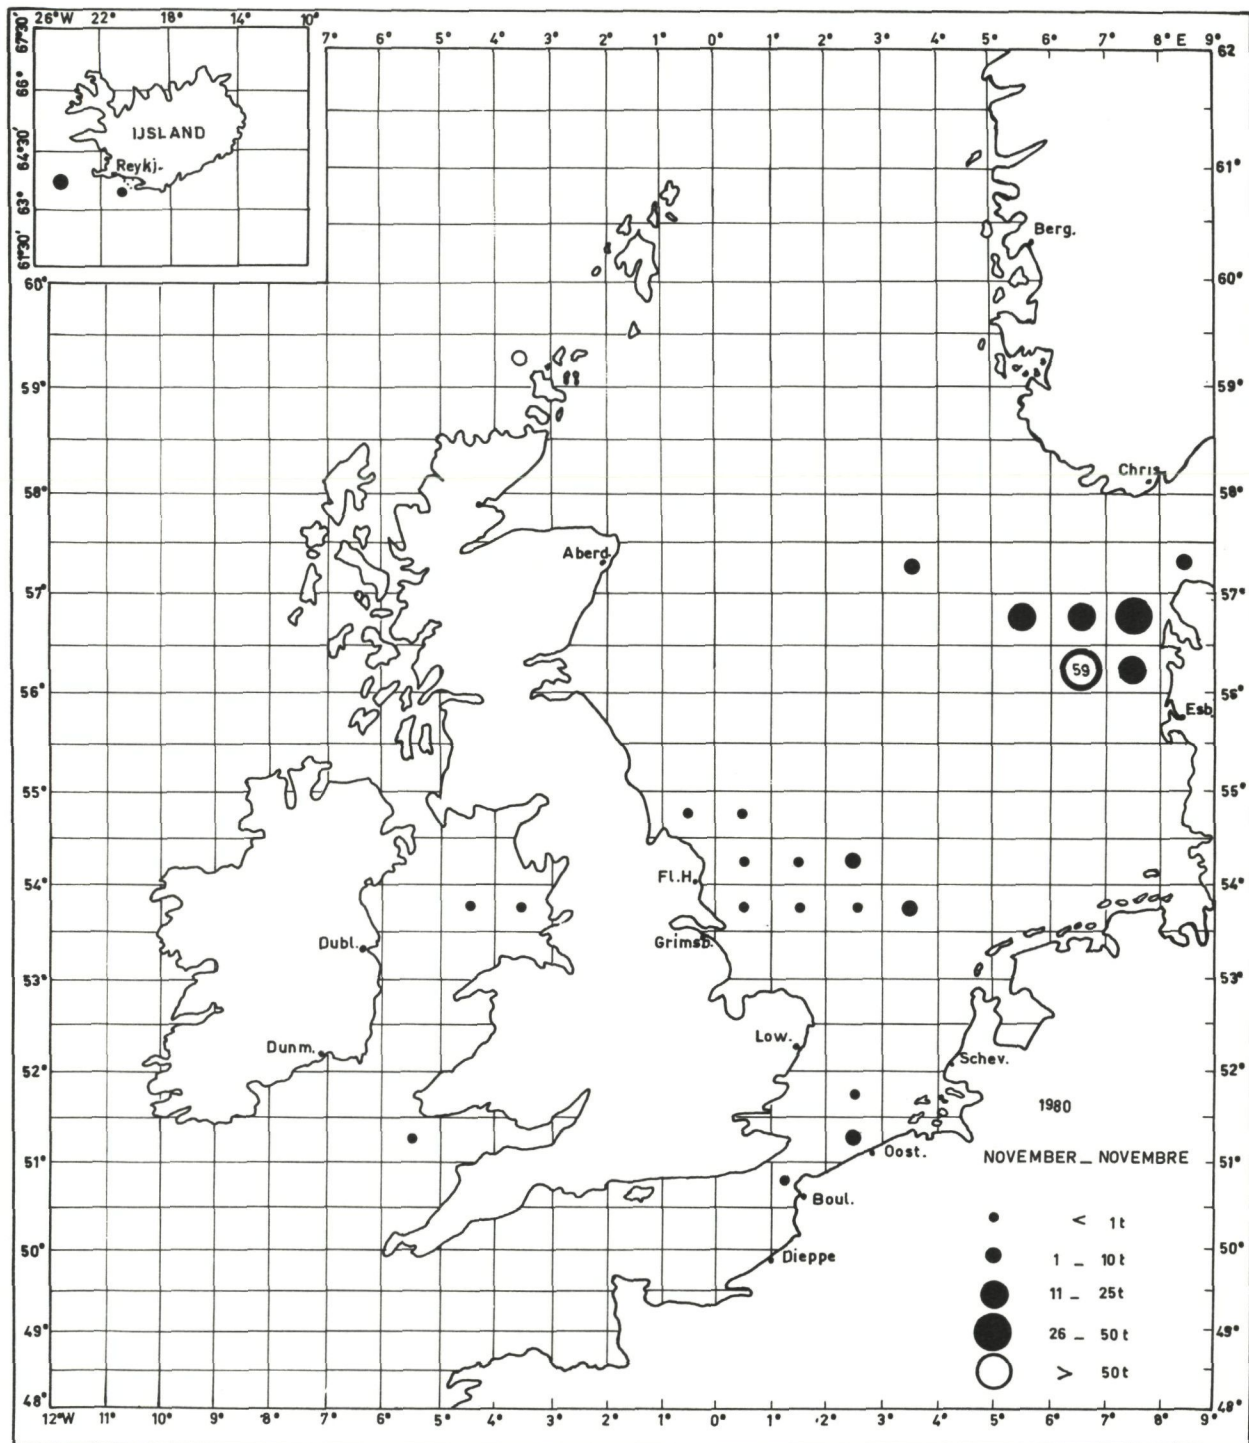 26°W 22° 18° 14° 10°
67°30' 66° 64°30' 63° 61°30'
IJSLAND
Reykj.
7° 6° 5° 4° 3° 2° 1° 0° 1° 2° 3° 4° 5° 6° 7° 8° E 9°
62
61°
Berg.
60° 60°
59° 59°
Chris
58° 58°
Aberd.
57° 57°
59
56° 56°
Esb
55° 55°
54° 54°
Fl.H.
Grimsb.
Dubl.
53° 53°
Low.
Dunm.
Schev.
52° 52°
1980
Oost.
51° 51°
NOVEMBER _ NOVEMBRE
Boul.
< 1t
50° 50°
Dieppe
1 _ 10t
11 _ 25t
49° 49°
26 _ 50t
> 50t
48° 48°
12°W 11° 10° 9° 8° 7° 6° 5° 4° 3° 2° 1° 0° 1° 2° 3° 4° 5° 6° 7° 8° 9°